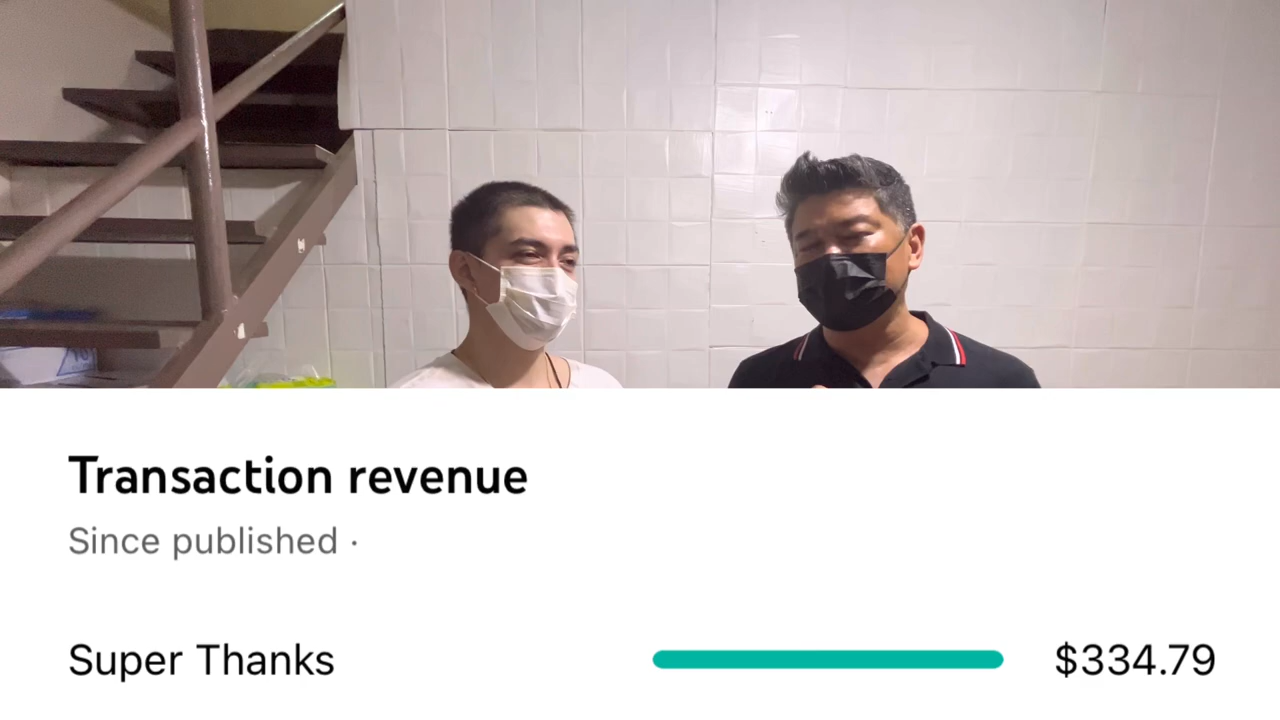 Transaction revenue
Since published ·
Super Thanks
$334.79